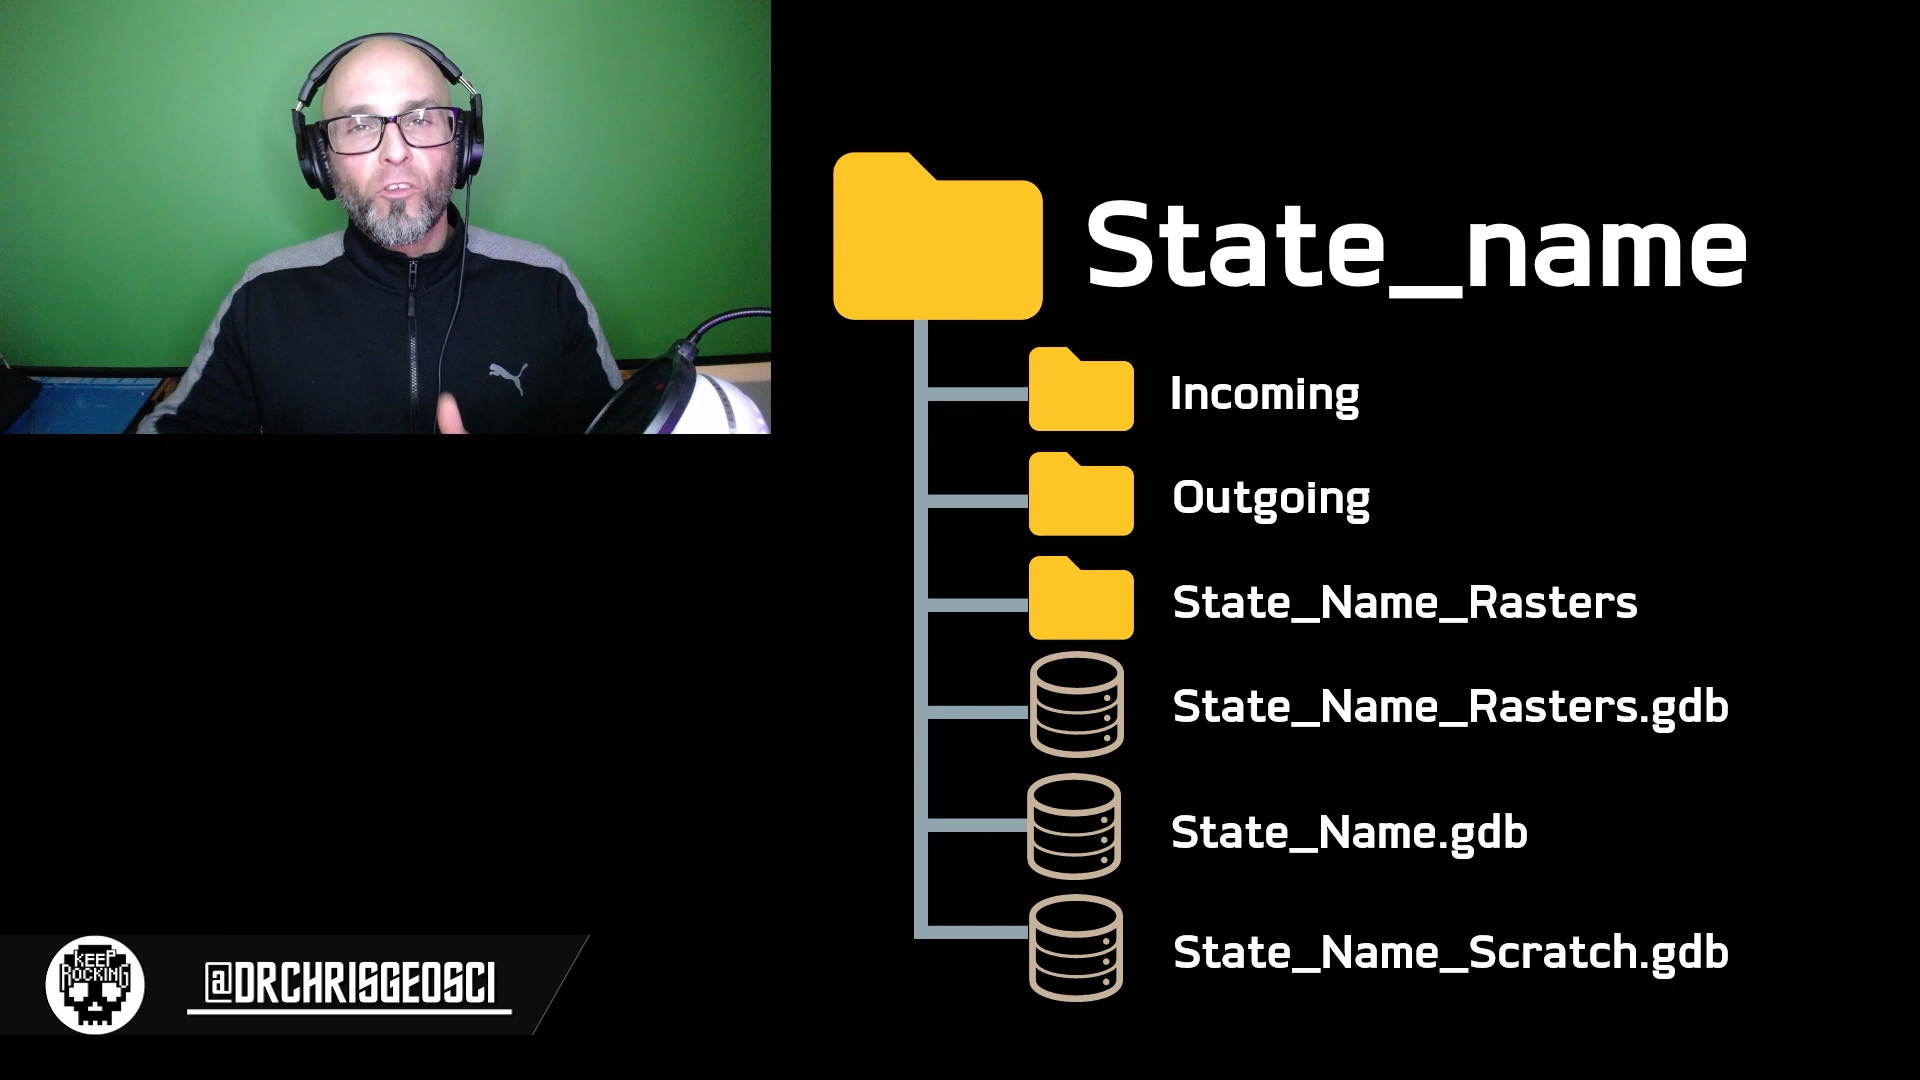 State_name
Incoming
Outgoing
State_Name_Rasters
State_Name_Rasters.gdb
State_Name.gdb
State_Name_Scratch.gdb
KEEP
ROCKING
@DRCHRISGEOSCI